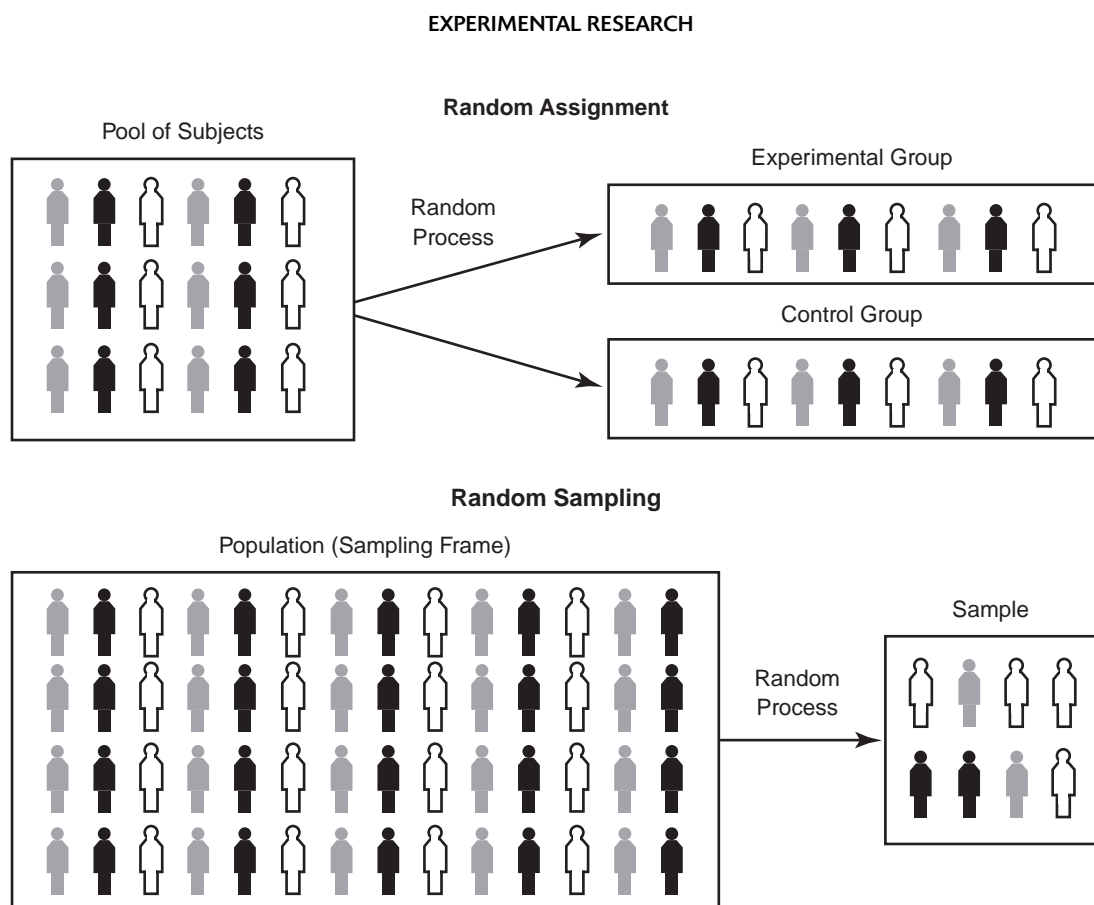 EXPERIMENTAL RESEARCH
Random Assignment
Pool of Subjects
Experimental Group
Random
Process
Control Group
Random Sampling
Population (Sampling Frame)
Sample
Random
Process